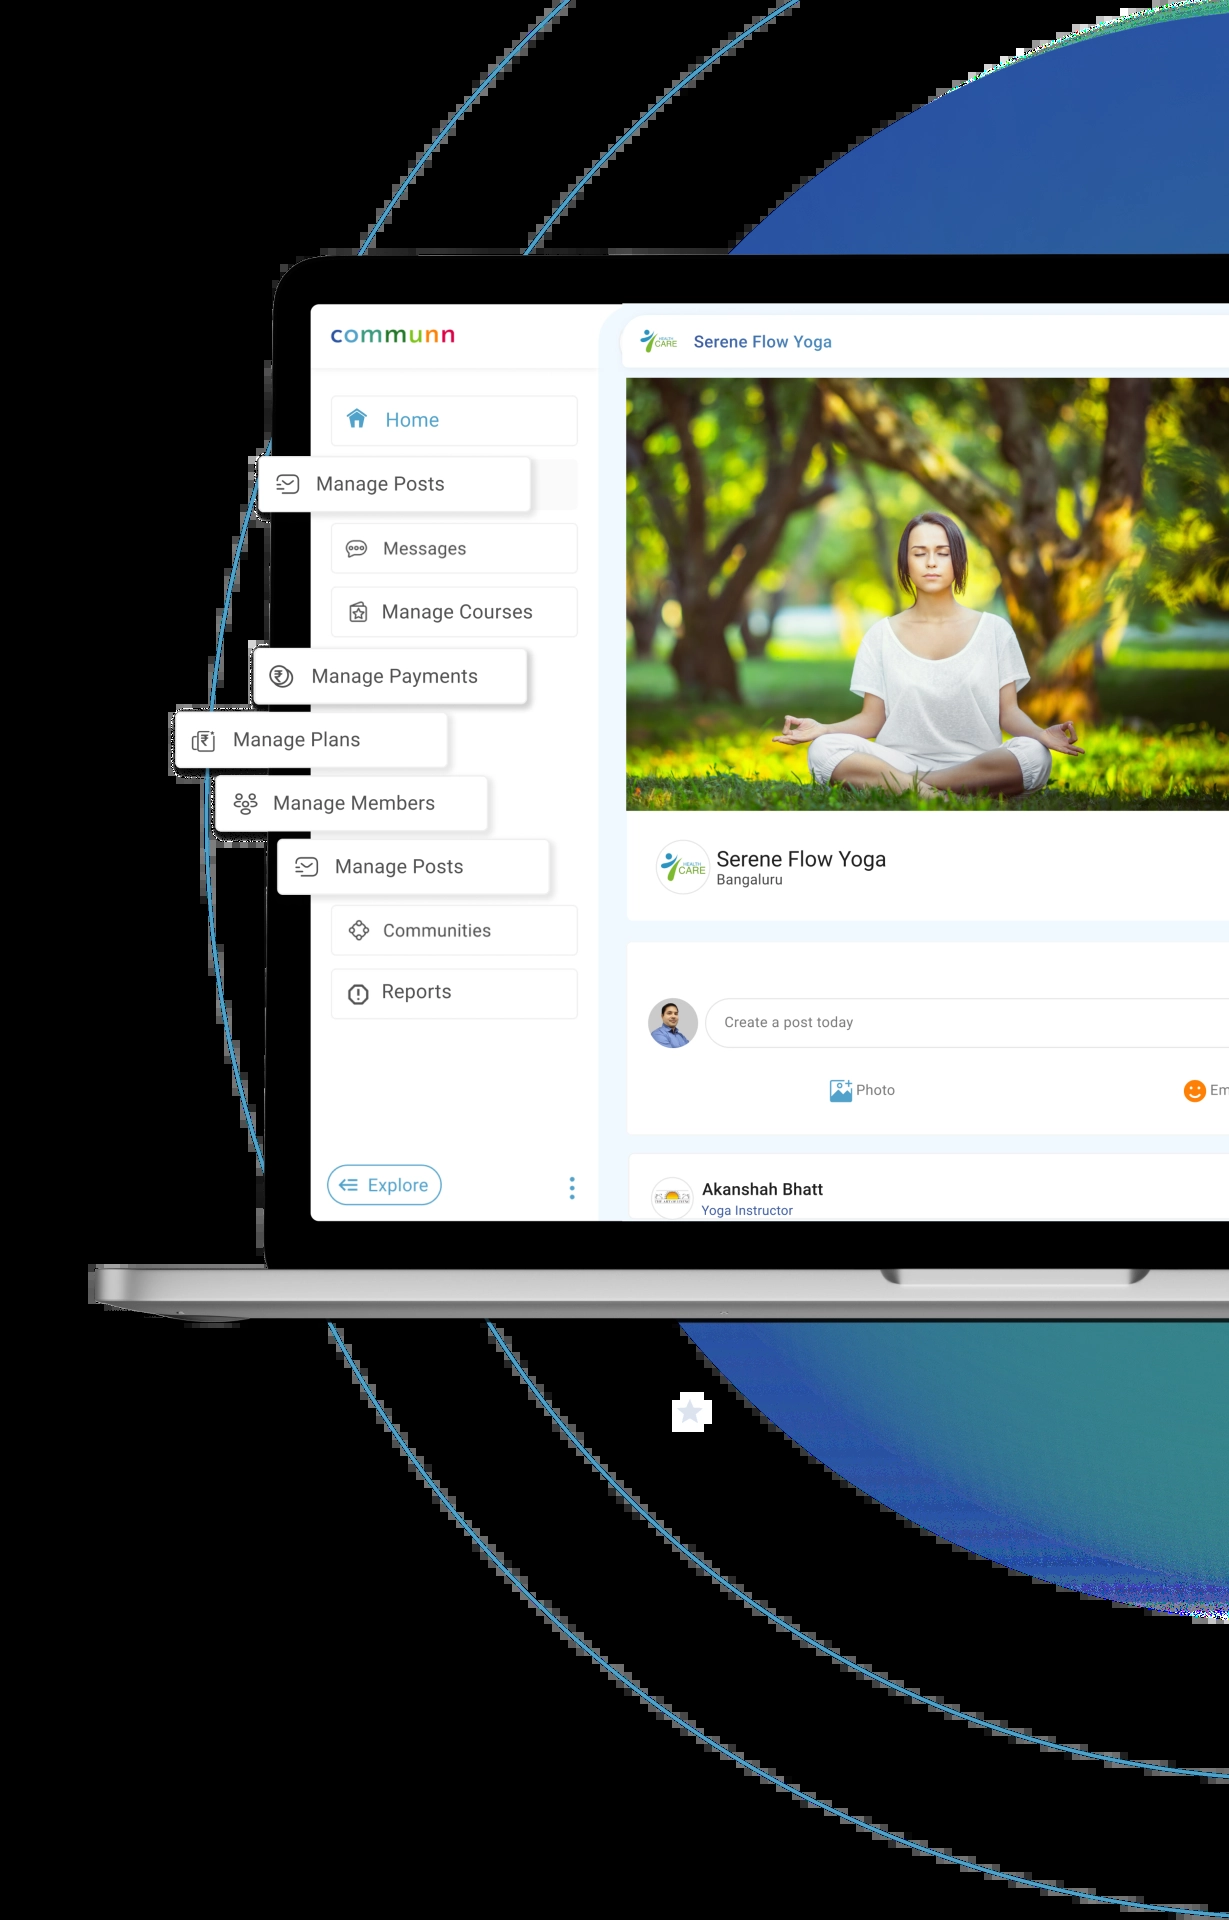 communn
HEALTH
CARE
Serene Flow Yoga
Home
Manage Posts
Messages
Manage Courses
Manage Payments
Manage Plans
Manage Members
Manage Posts
Communities
Reports
Explore
HEALTH
CARE
Serene Flow Yoga
Bangaluru
Create a post today
Photo
Em
Akanshah Bhatt
Yoga Instructor